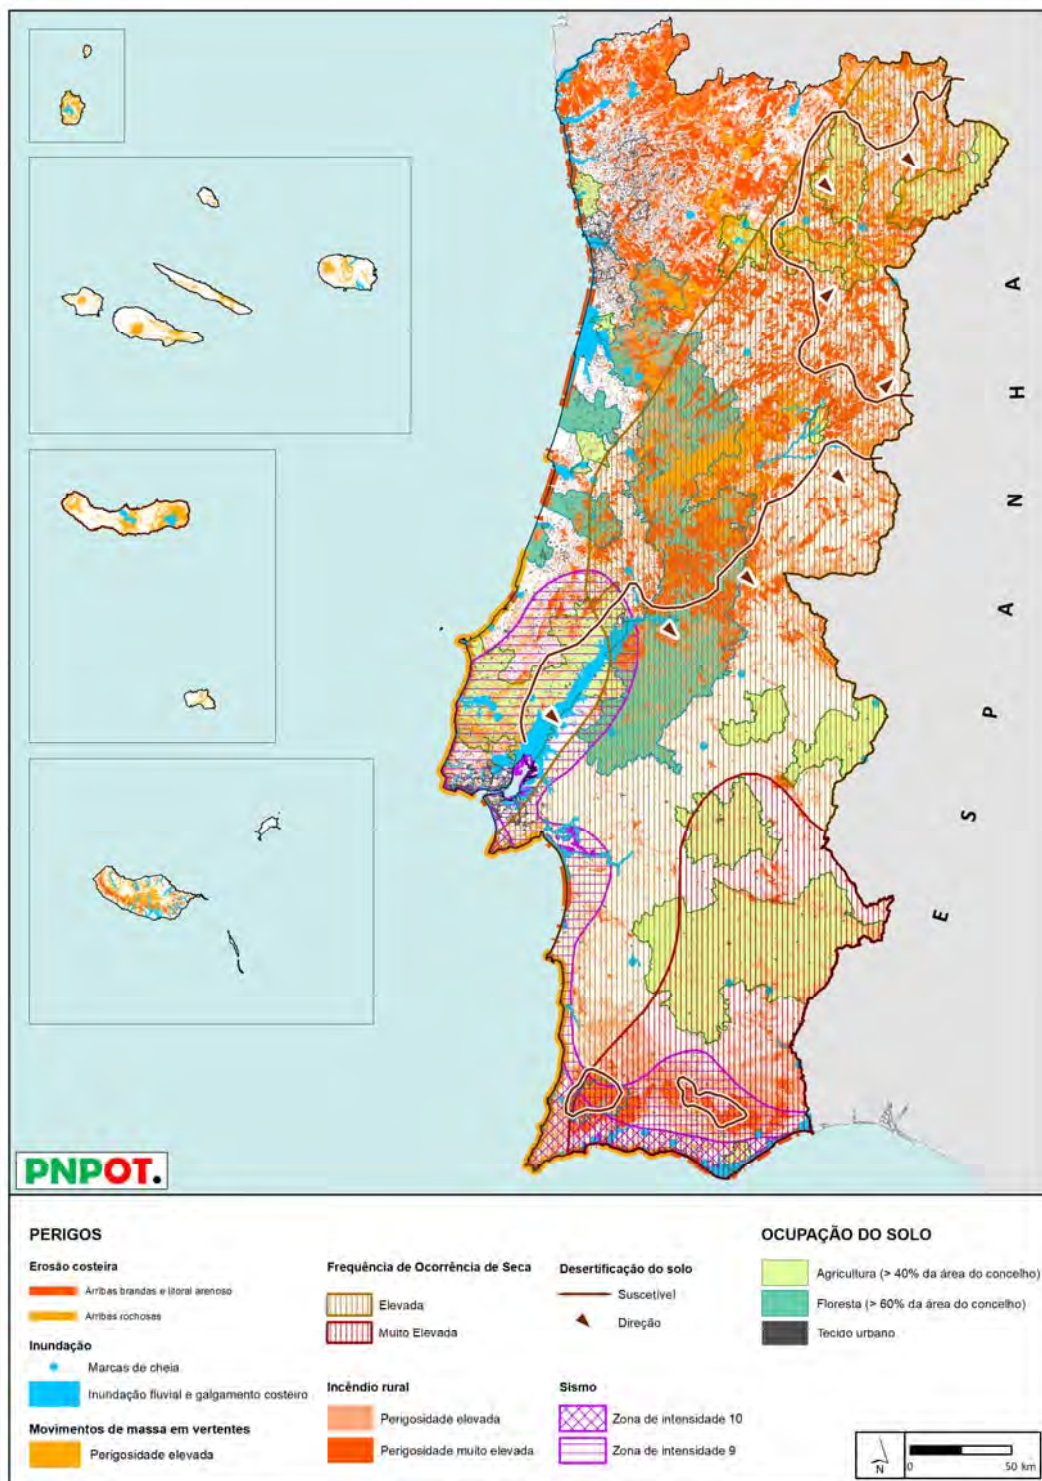 ESPANHA
PNPOT.
PERIGOS
Erosão costeira
Arribas brandas e litoral arenoso
Arribas rochosas
Inundação
Marcas de cheia
Inundação fluvial e galgamento costeiro
Movimentos de massa em vertentes
Perigosidade elevada
Frequência de Ocorrência de Seca
Elevada
Muito Elevada
Incêndio rural
Perigosidade elevada
Perigosidade muito elevada
Desertificação do solo
Suscetível
Direção
Sismo
Zona de intensidade 10
Zona de intensidade 9
OCUPAÇÃO DO SOLO
Agricultura (> 40% da área do concelho)
Floresta (> 60% da área do concelho)
Tecido urbano
N
0 50 km